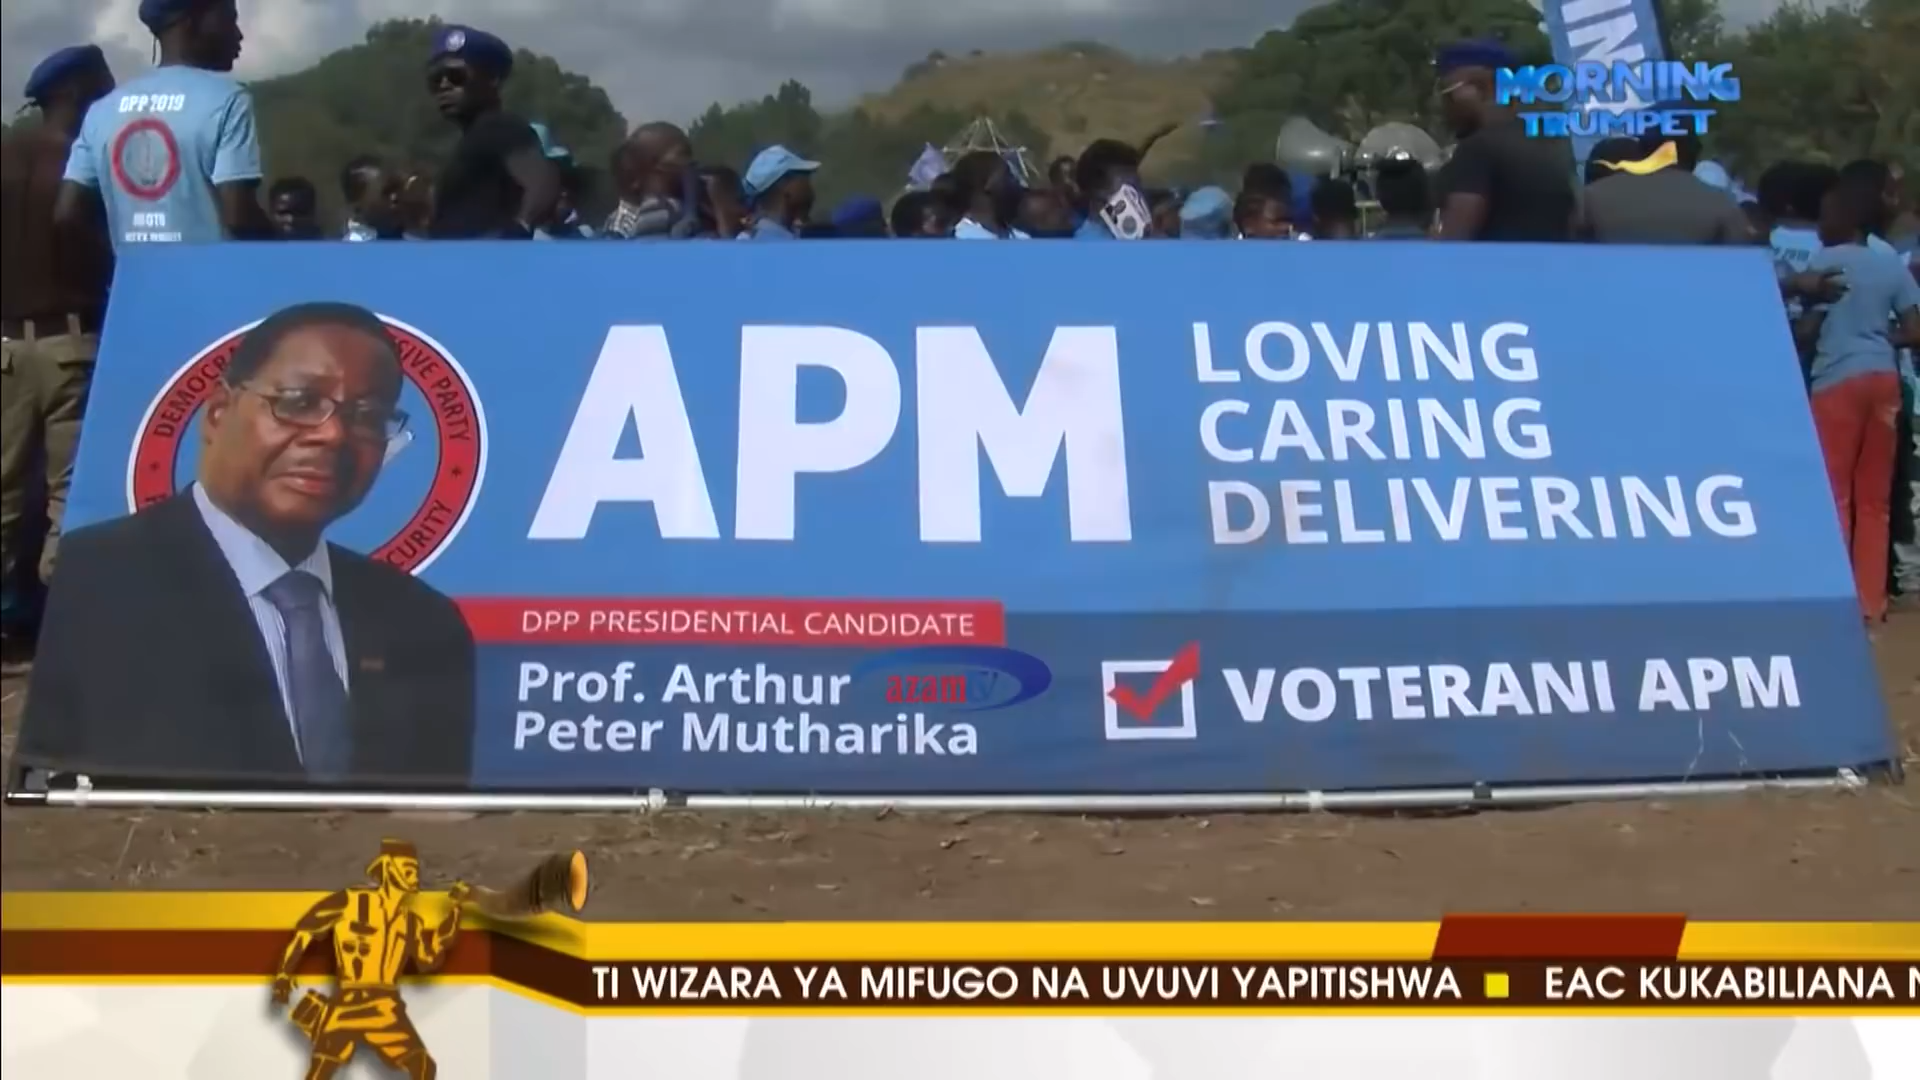 DPP 2019
MORNING
TRUMPET
APM
LOVING
CARING
DELIVERING
DPP PRESIDENTIAL CANDIDATE
Prof. Arthur
Peter Mutharika
azam tv
VOTERANI APM
TI WIZARA YA MIFUGO NA UVUVI YAPITISHWA
EAC KUKABILIANA